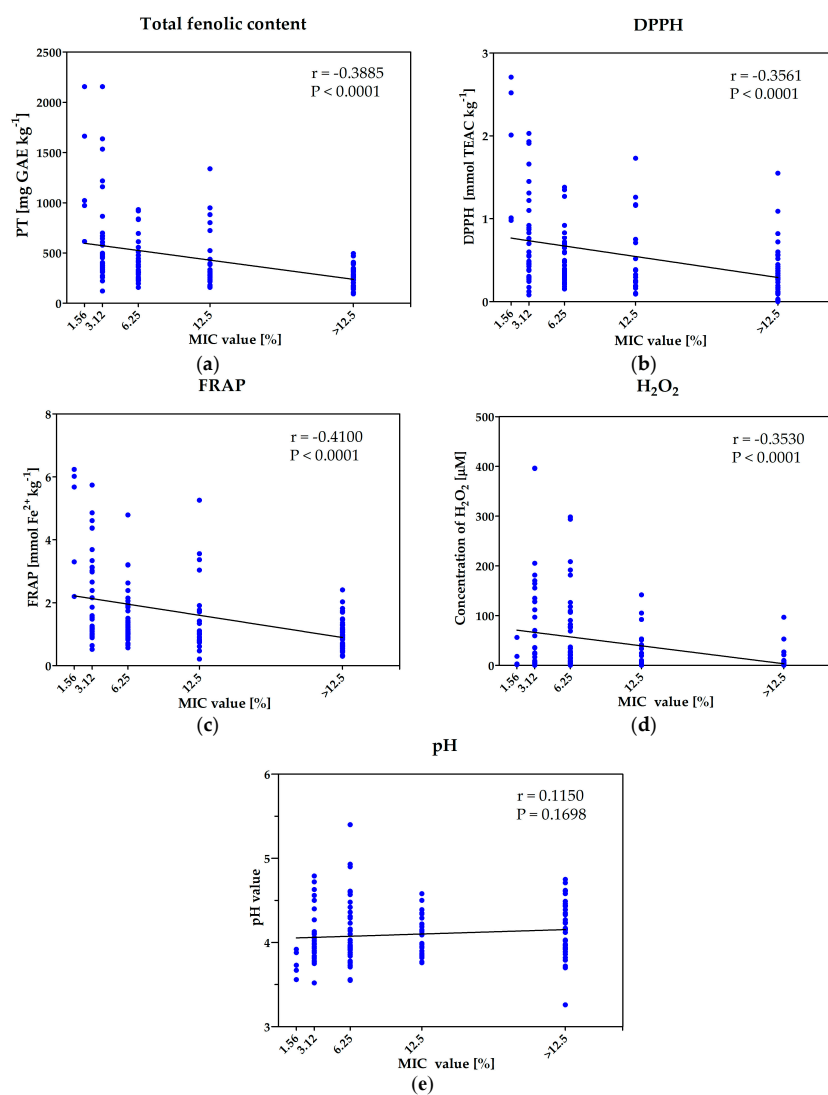 Total fenolic content
2500
2000
1500
1000
500
0
PT [mg GAE kg⁻¹]
r = -0.3885
P < 0.0001
1.56
3.12
6.25
12.5
>12.5
MIC value [%]
(a)
DPPH
3
2
1
0
DPPH [mmol TEAC kg⁻¹]
r = -0.3561
P < 0.0001
1.56
3.12
6.25
12.5
>12.5
MIC value [%]
(b)
FRAP
8
6
4
2
0
FRAP [mmol Fe²⁺ kg⁻¹]
r = -0.4100
P < 0.0001
1.56
3.12
6.25
12.5
>12.5
MIC value [%]
(c)
H₂O₂
500
400
300
200
100
0
Concentration of H₂O₂ [µM]
r = -0.3530
P < 0.0001
1.56
3.12
6.25
12.5
>12.5
MIC value [%]
(d)
pH
6
5
4
3
pH value
r = 0.1150
P = 0.1698
1.56
3.12
6.25
12.5
>12.5
MIC value [%]
(e)